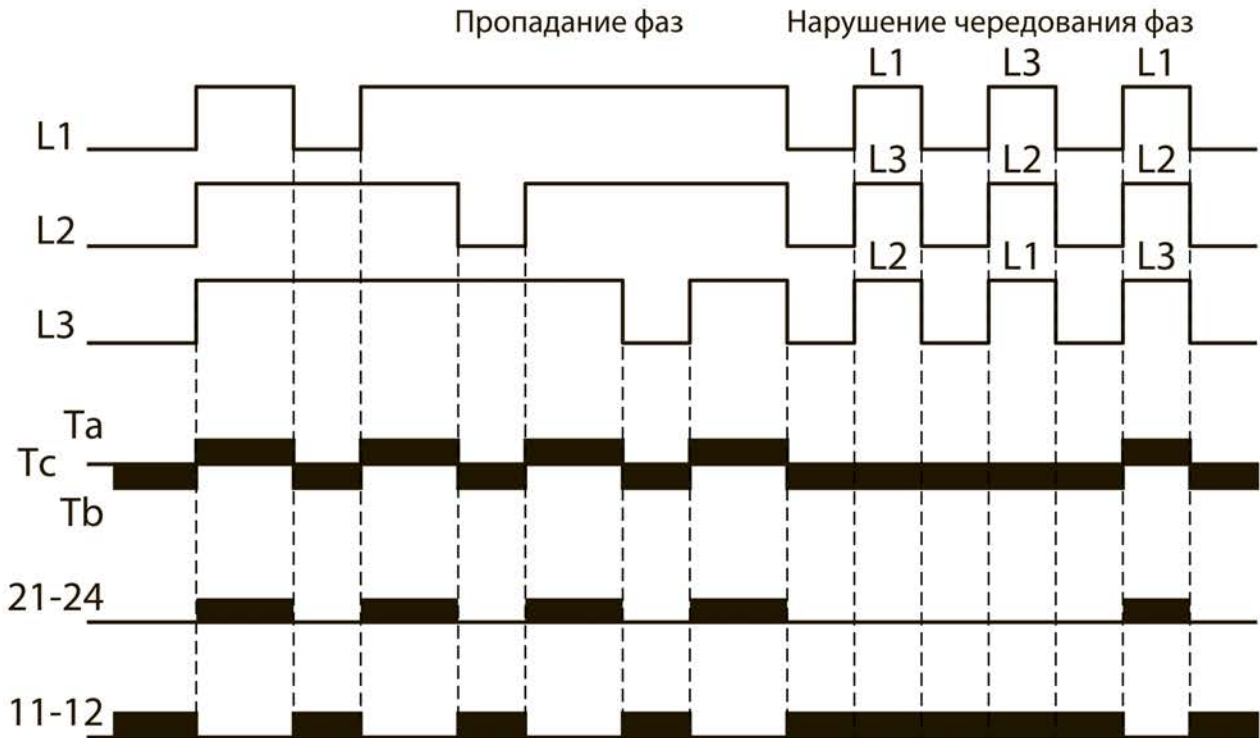 Пропадание фаз
Нарушение чередования фаз
L1 L3 L1
L1
L3 L2 L2
L2
L2 L1 L3
L3
Ta
Tc
Tb
21-24
11-12